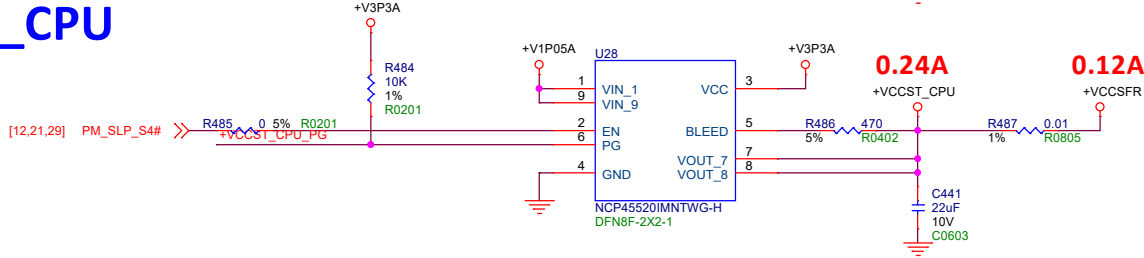 _CPU
+V3P3A
R484
10K
1%
R0201
+V1P05A
U28
+V3P3A
0.24A
+VCCST_CPU
0.12A
+VCCSFR
1
VIN_1
VCC
3
9
VIN_9
[12,21,29] PM_SLP_S4#
R485
0
5%
R0201
+VCCST_CPU_PG
2
EN
BLEED
5
R486
470
5%
R0402
R487
0.01
1%
R0805
6
PG
VOUT_7
7
4
GND
VOUT_8
8
NCP45520IMNTWG-H
DFN8F-2X2-1
C441
22uF
10V
C0603